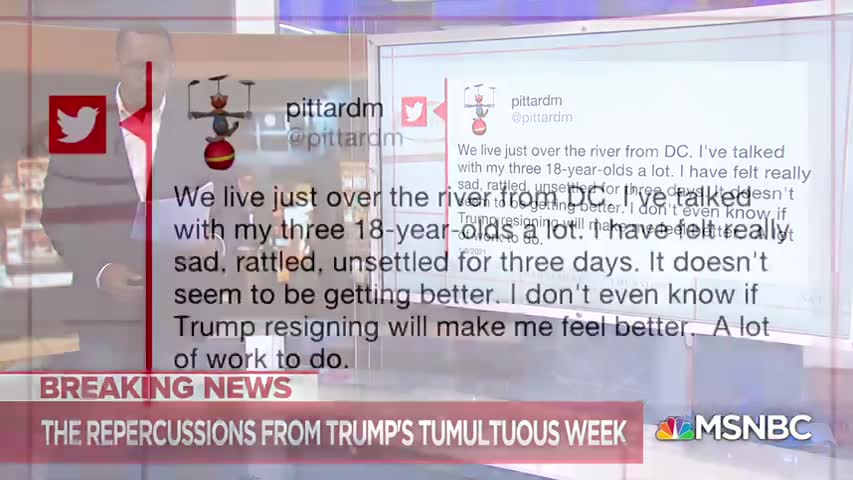 pittardm
@pittardm
We live just over the river from DC. I've talked
with my three 18-year-olds a lot. I have felt really
sad, rattled, unsettled for three days. It doesn't
seem to be getting better. I don't even know if
Trump resigning will make me feel better. A lot
of work to do.
pittardm
@pittardm
We live just over the river from DC. I've talked
with my three 18-year-olds a lot. I have felt really
sad, rattled, unsettled for three days. It doesn't
seem to be getting better. I don't even know if
Trump resigning will make me feel better. A lot
of work to do.
BREAKING NEWS
THE REPERCUSSIONS FROM TRUMP'S TUMULTUOUS WEEK
MSNBC